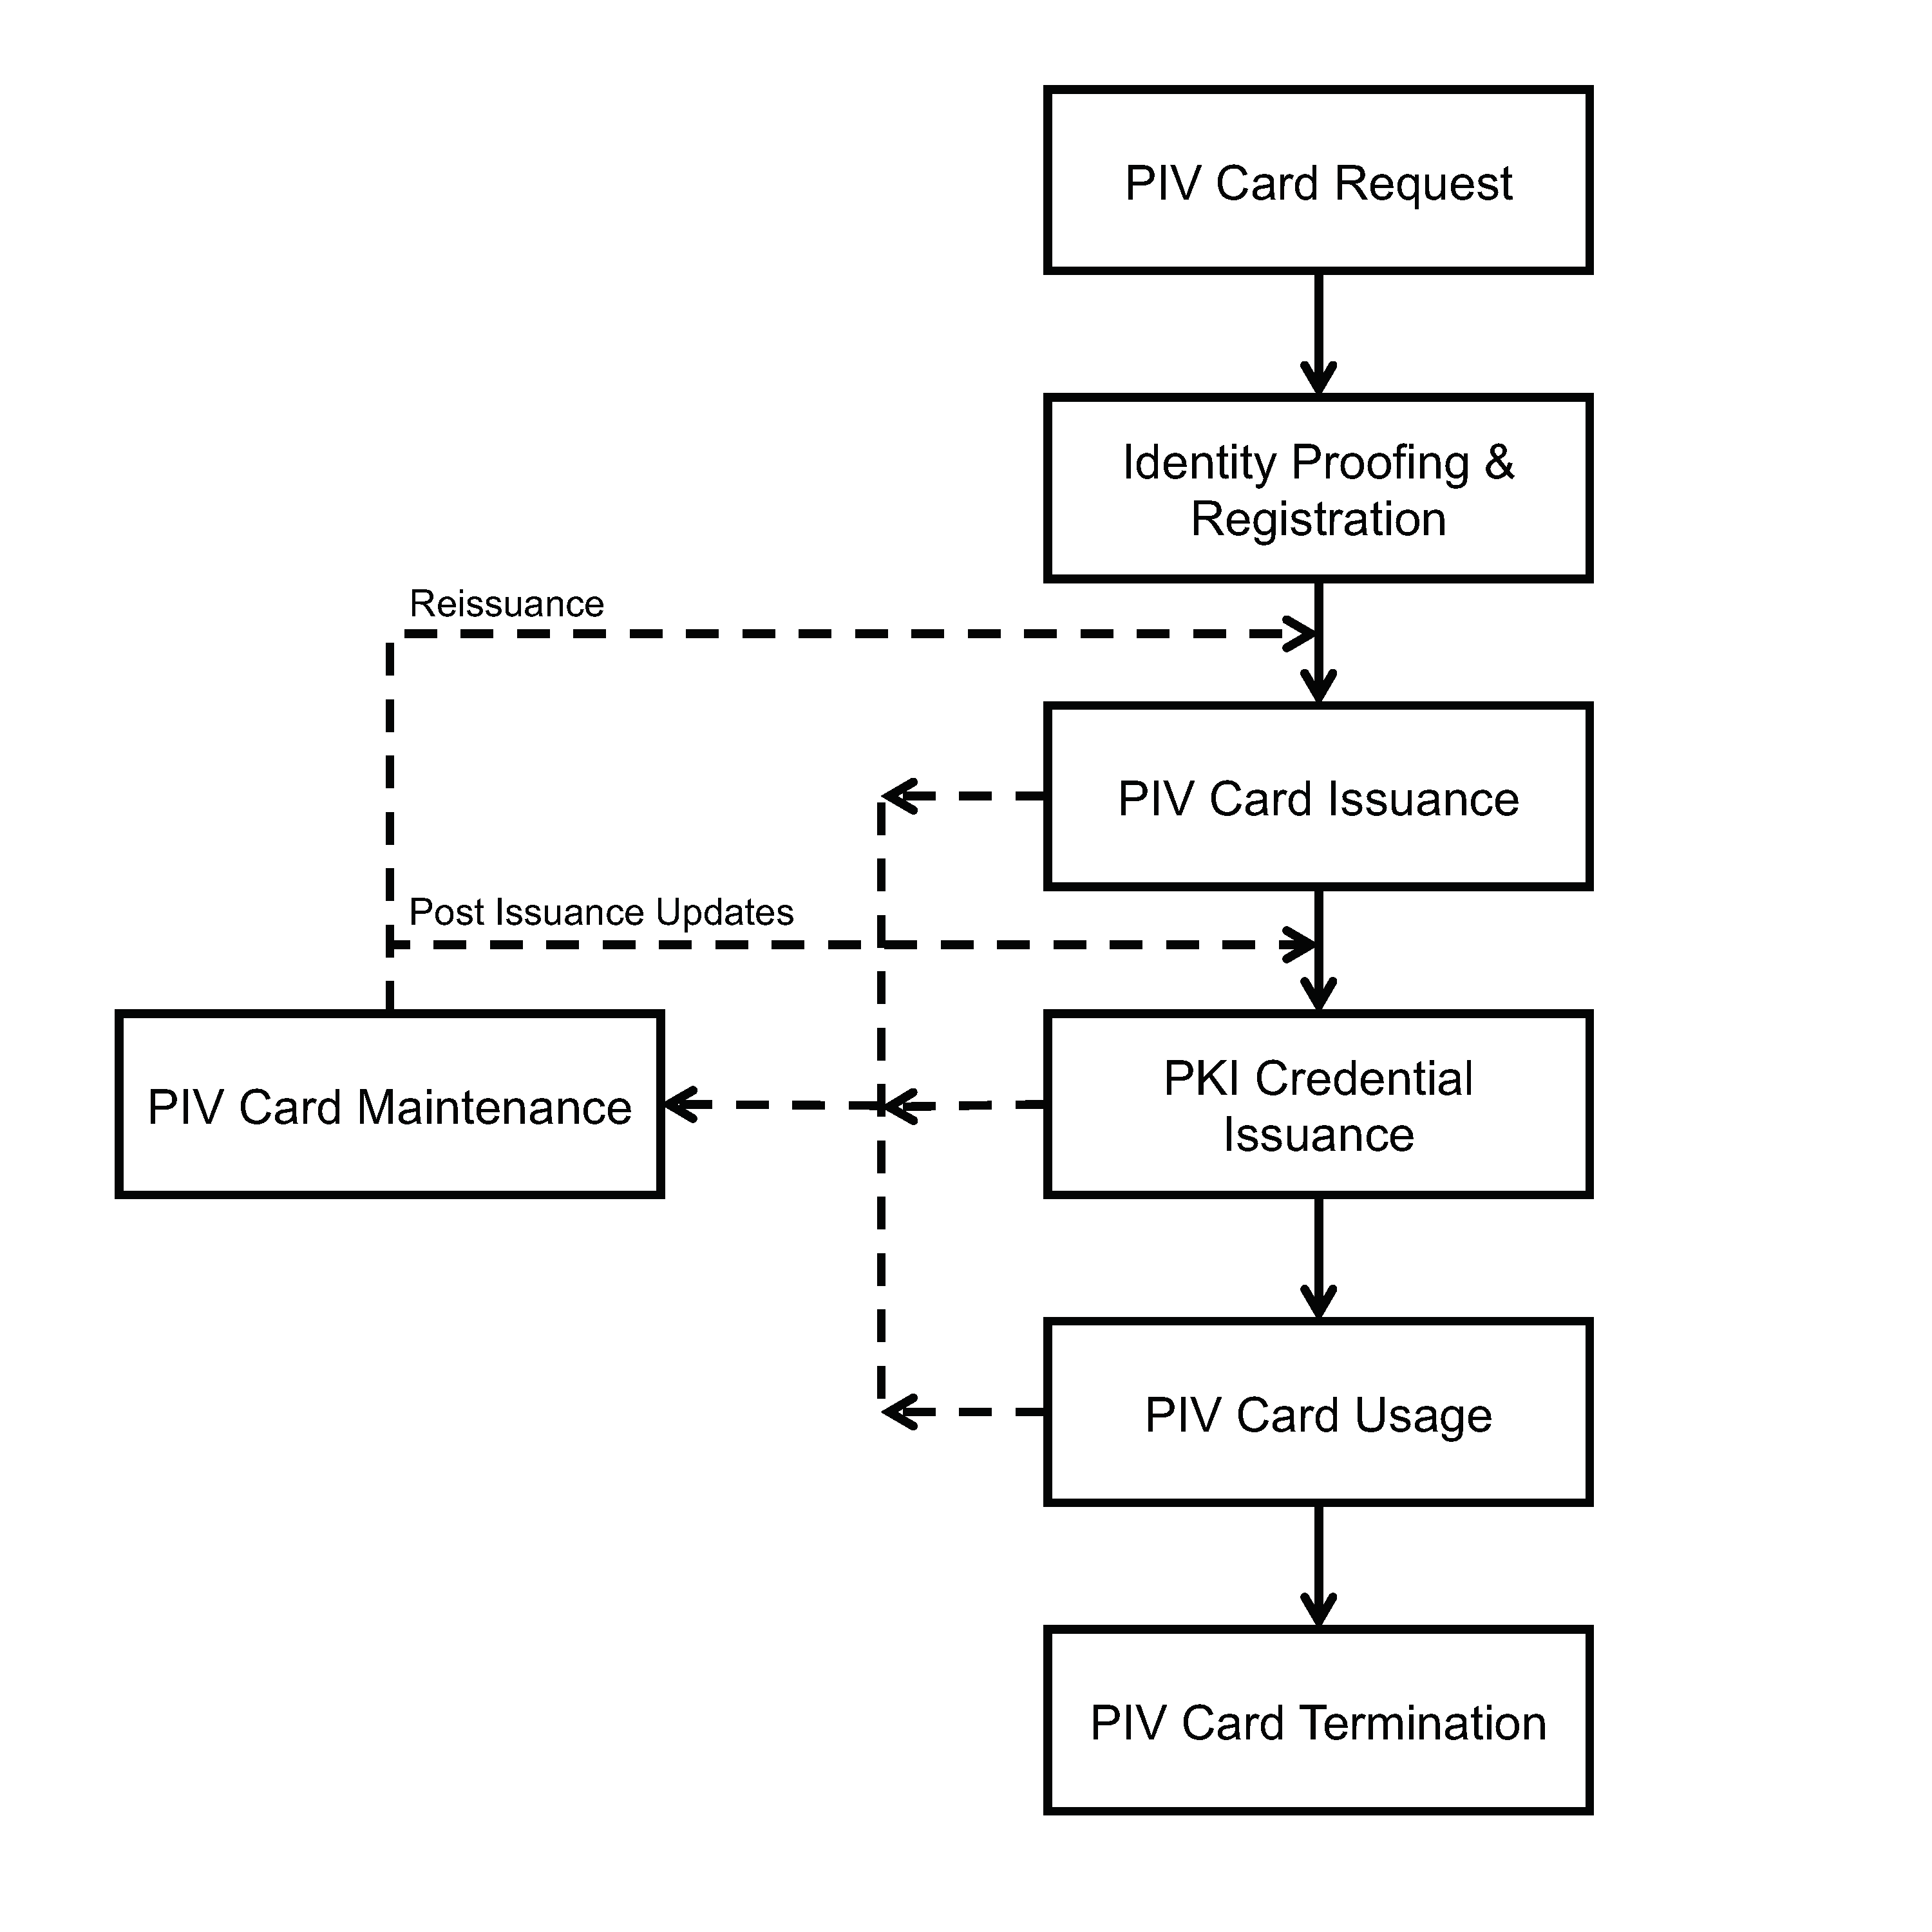 PIV Card Request
Identity Proofing &
Registration
Reissuance
PIV Card Issuance
Post Issuance Updates
PIV Card Maintenance
PKI Credential
Issuance
PIV Card Usage
PIV Card Termination